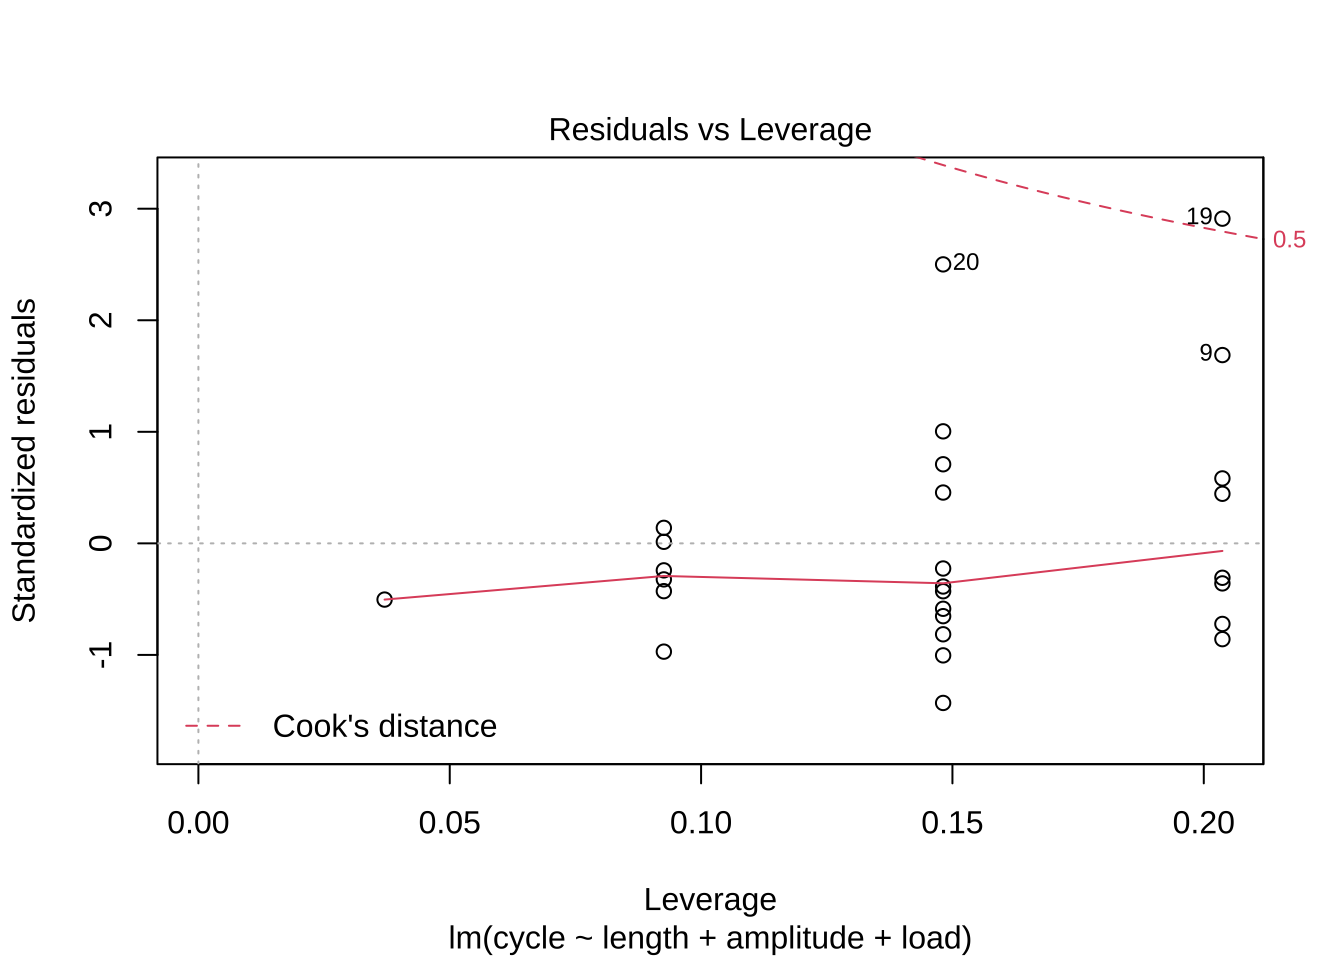 Residuals vs Leverage
Standardized residuals
3
2
1
0
-1
19
20
9
0.5
Cook's distance
0.00 0.05 0.10 0.15 0.20
Leverage
lm(cycle ~ length + amplitude + load)